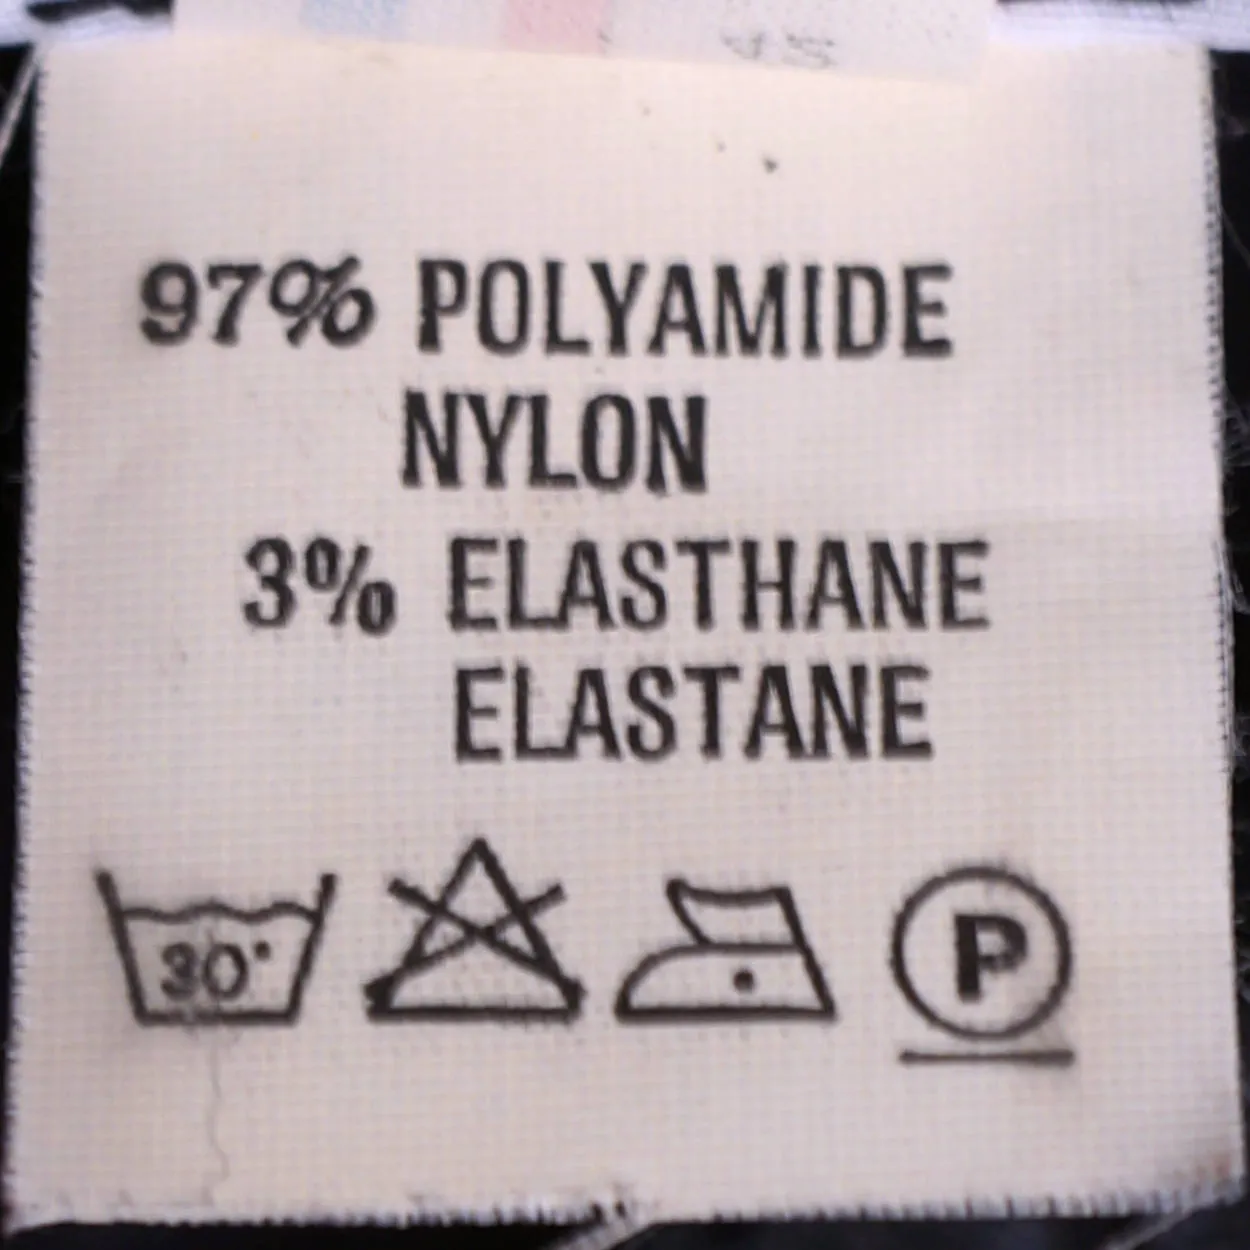 97% POLYAMIDE
NYLON
3% ELASTHANE
ELASTANE
30°
P